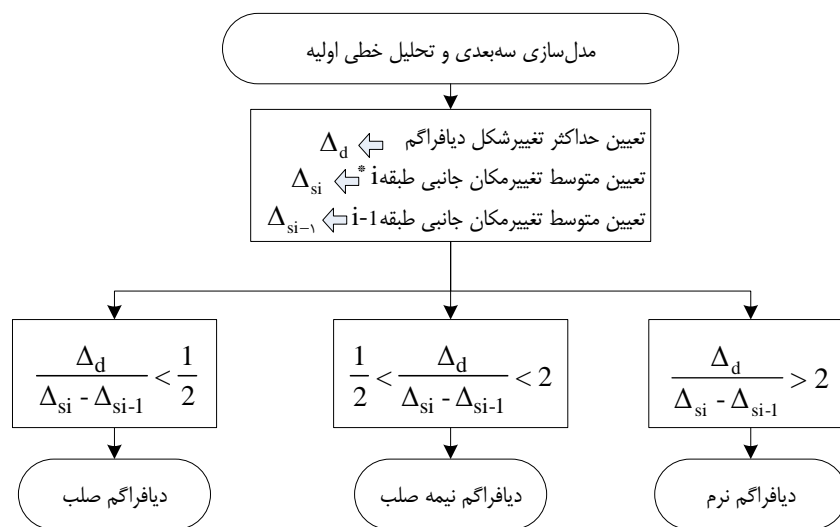 مدل‌سازی سه‌بعدی و تحلیل خطی اولیه
تعیین حداکثر تغییرشکل دیافراگم ⇦ Δd
تعیین متوسط تغییرمکان جانبی طبقه i* ⇦ Δsi
تعیین متوسط تغییرمکان جانبی طبقه i-1 ⇦ Δsi-۱
Δd / (Δsi - Δsi-1) > 2
1/2 < Δd / (Δsi - Δsi-1) < 2
Δd / (Δsi - Δsi-1) < 1/2
دیافراگم نرم
دیافراگم نیمه صلب
دیافراگم صلب